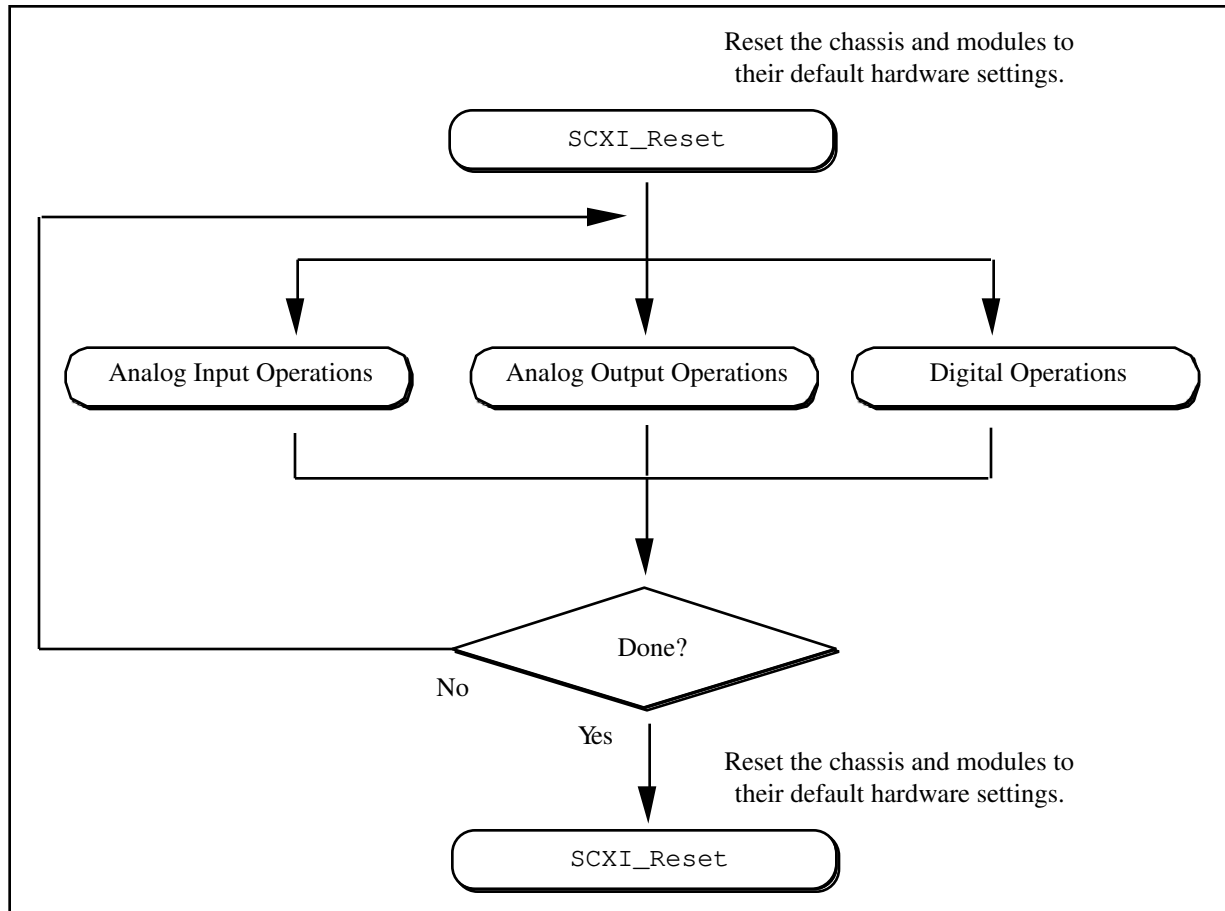 Reset the chassis and modules to
their default hardware settings.
SCXI_Reset
Analog Input Operations
Analog Output Operations
Digital Operations
Done?
No
Yes
Reset the chassis and modules to
their default hardware settings.
SCXI_Reset